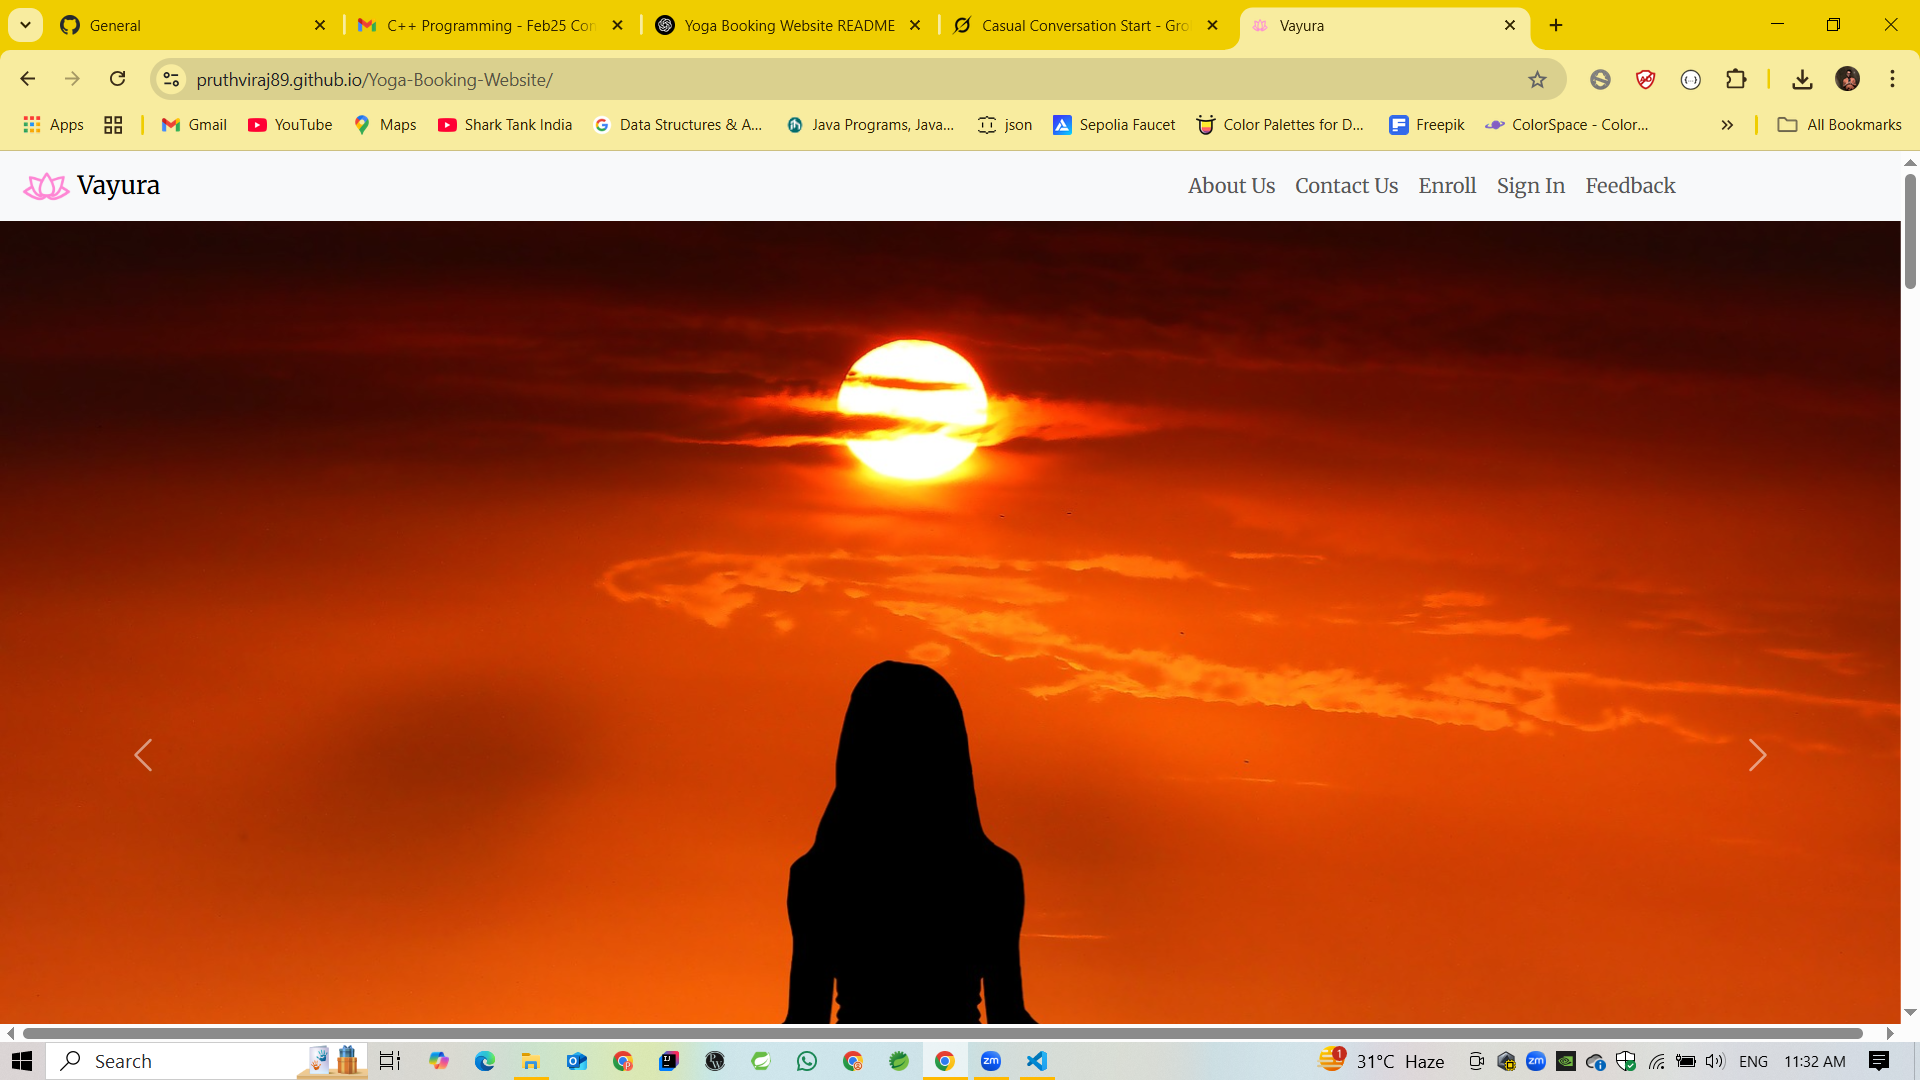 General
C++ Programming - Feb25 Con
Yoga Booking Website README
Casual Conversation Start - Gro
Vayura
pruthviraj89.github.io/Yoga-Booking-Website/
Apps
Gmail
YouTube
Maps
Shark Tank India
Data Structures & A...
Java Programs, Java...
json
Sepolia Faucet
Color Palettes for D...
Freepik
ColorSpace - Color...
All Bookmarks
Vayura
About Us
Contact Us
Enroll
Sign In
Feedback
Search
1
31°C Haze
ENG
11:32 AM